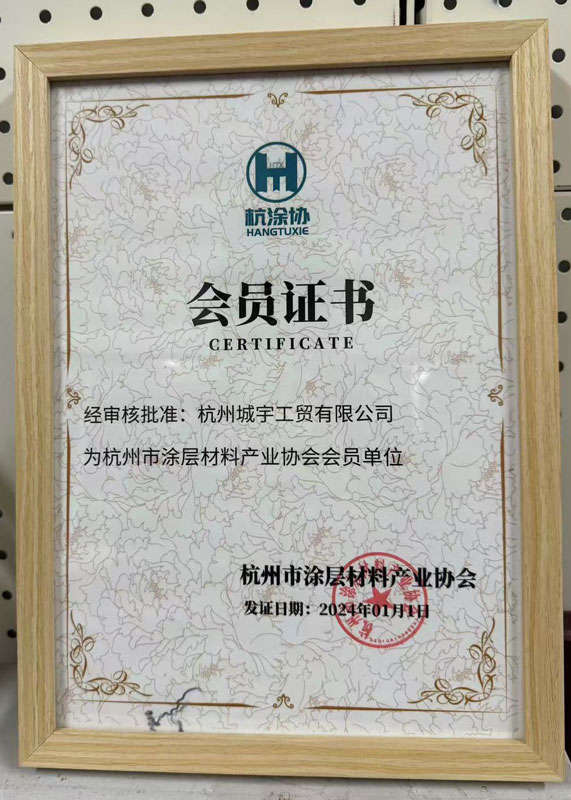 杭涂协
HANGTUXIE
会员证书
CERTIFICATE
经审核批准：杭州城宇工贸有限公司
为杭州市涂层材料产业协会会员单位
杭州市涂层材料产业协会
发证日期：2024年01月1日